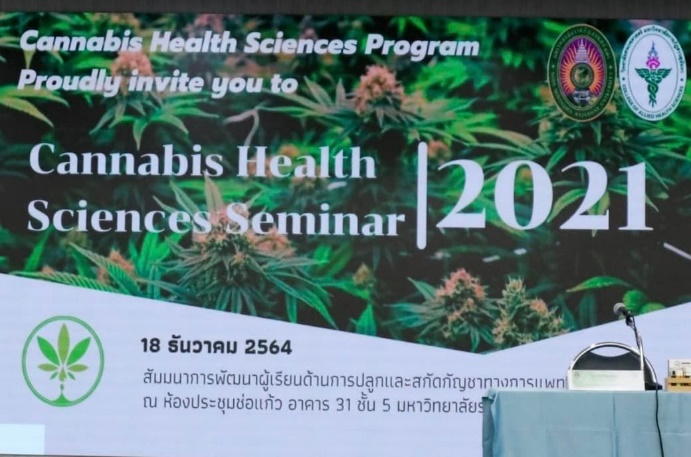 Cannabis Health Sciences Program
Proudly invite you to
Cannabis Health
Sciences Seminar
2021
18 ธันวาคม 2564
สัมมนาการพัฒนาผู้เรียนด้านการปลูกและสกัดกัญชาทางการแพท
ณ ห้องประชุมช่อแก้ว อาคาร 31 ชั้น 5 มหาวิทยาลัย